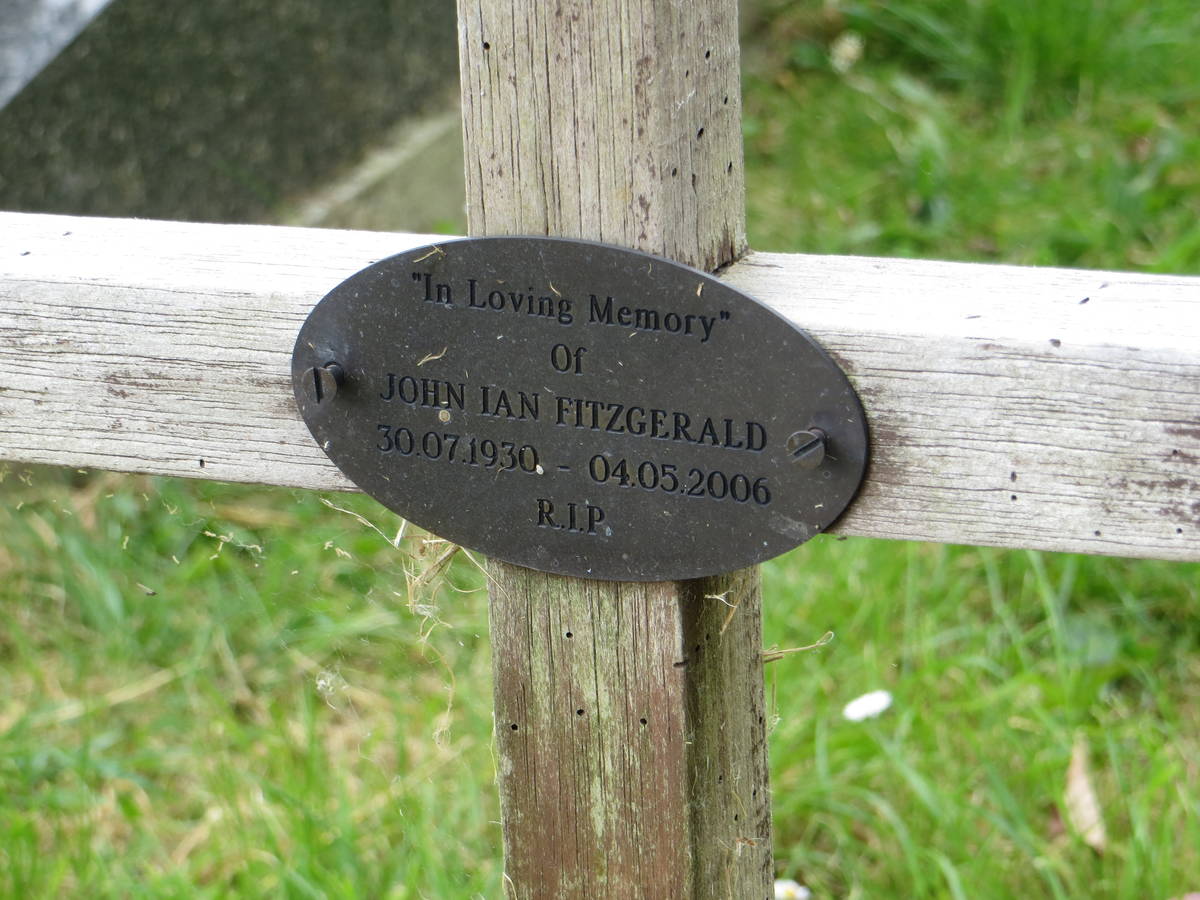 "In Loving Memory"
Of
JOHN IAN FITZGERALD
30.07.1930 - 04.05.2006
R.I.P.